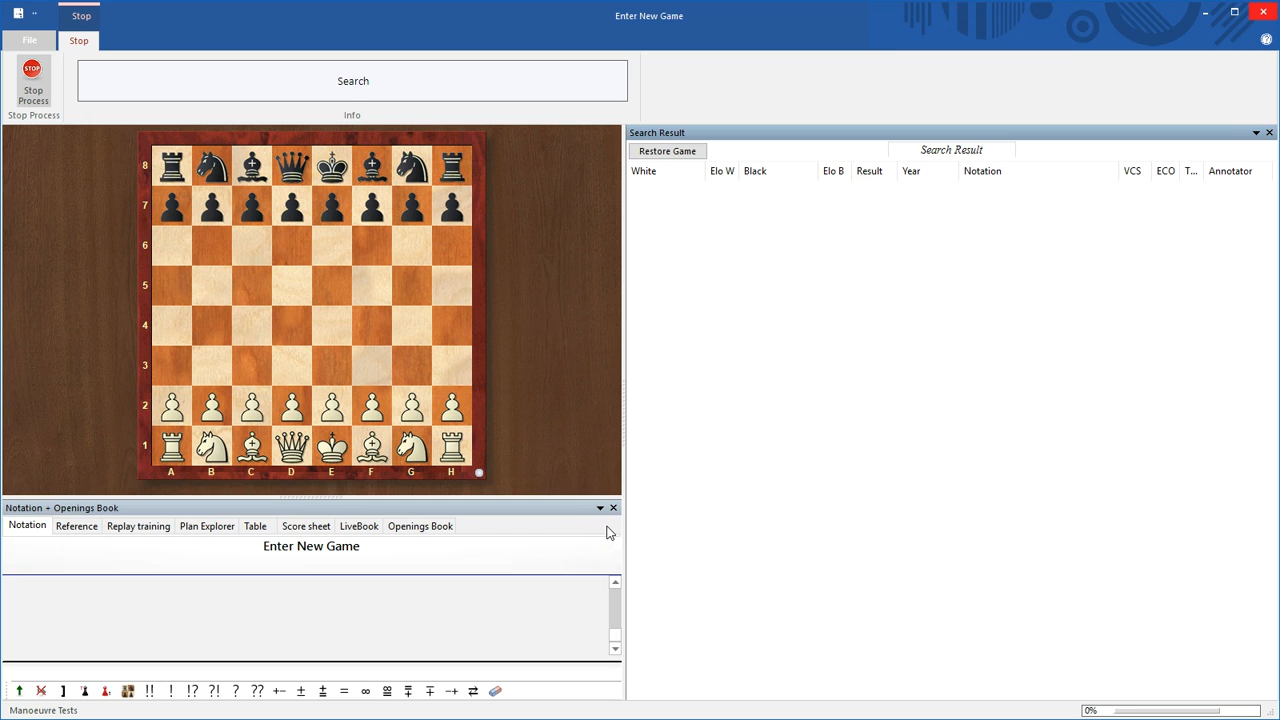 Stop
Enter New Game
File
Stop
STOP
Stop
Process
Search
Stop Process
Info
Search Result
Restore Game
Search Result
White
Elo W
Black
Elo B
Result
Year
Notation
VCS
ECO
T...
Annotator
8
7
6
5
4
3
2
1
A B C D E F G H
Notation + Openings Book
Notation
Reference
Replay training
Plan Explorer
Table
Score sheet
LiveBook
Openings Book
Enter New Game
] !! ! !? ?! ? ?? +− ± ⩲ = ∞ =∞ ⩱ ∓ −+ ⇄
Manoeuvre Tests
0%